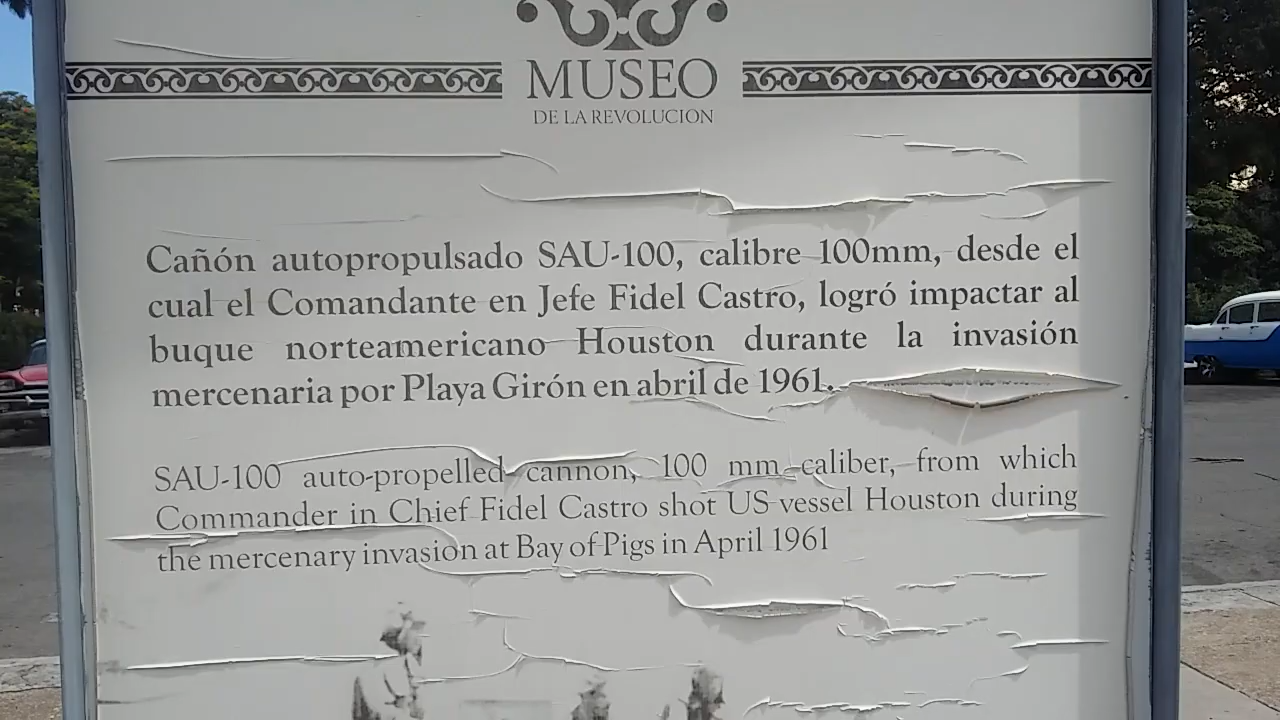 MUSEO
DE LA REVOLUCION
Cañón autopropulsado SAU-100, calibre 100mm, desde el
cual el Comandante en Jefe Fidel Castro, logró impactar al
buque norteamericano Houston durante la invasión
mercenaria por Playa Girón en abril de 1961.
SAU-100 auto-propelled cannon, 100 mm caliber, from which
Commander in Chief Fidel Castro shot US vessel Houston during
the mercenary invasion at Bay of Pigs in April 1961